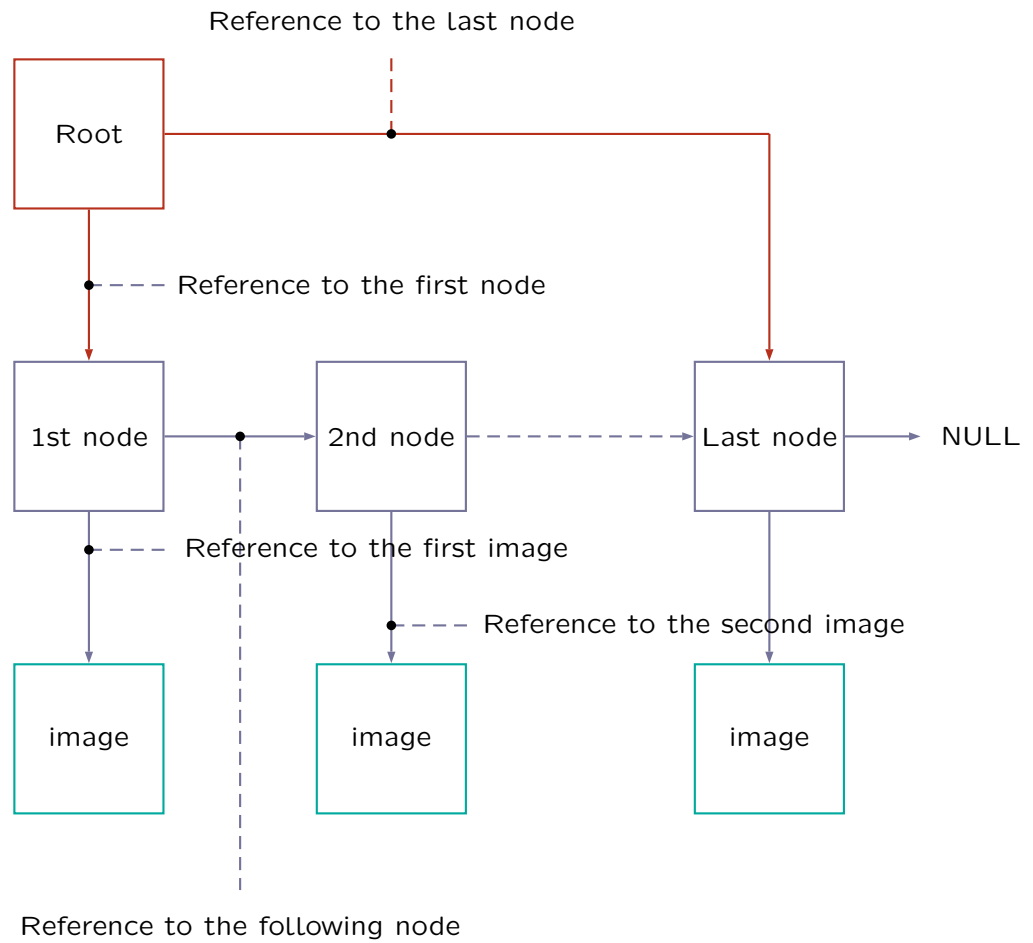 Reference to the last node
Root
Reference to the first node
1st node
2nd node
Last node
NULL
Reference to the first image
Reference to the second image
image
image
image
Reference to the following node